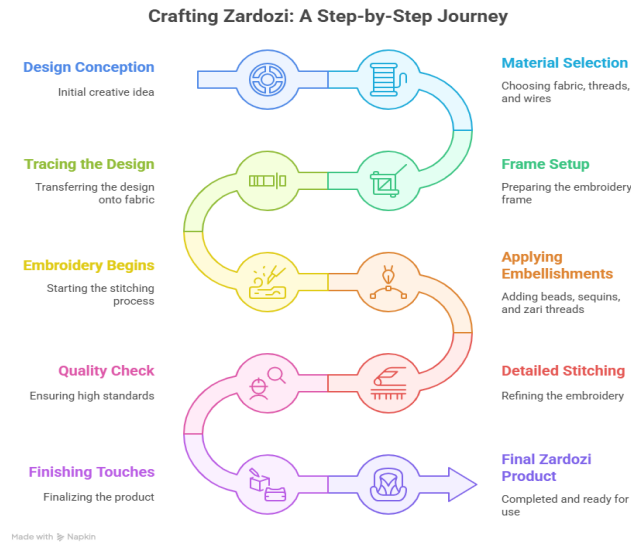 Crafting Zardozi: A Step-by-Step Journey
Design Conception
Initial creative idea
Material Selection
Choosing fabric, threads,
and wires
Frame Setup
Preparing the embroidery
frame
Tracing the Design
Transferring the design
onto fabric
Embroidery Begins
Starting the stitching
process
Applying
Embellishments
Adding beads, sequins,
and zari threads
Detailed Stitching
Refining the embroidery
Quality Check
Ensuring high standards
Finishing Touches
Finalizing the product
Final Zardozi
Product
Completed and ready for
use
Made with Napkin